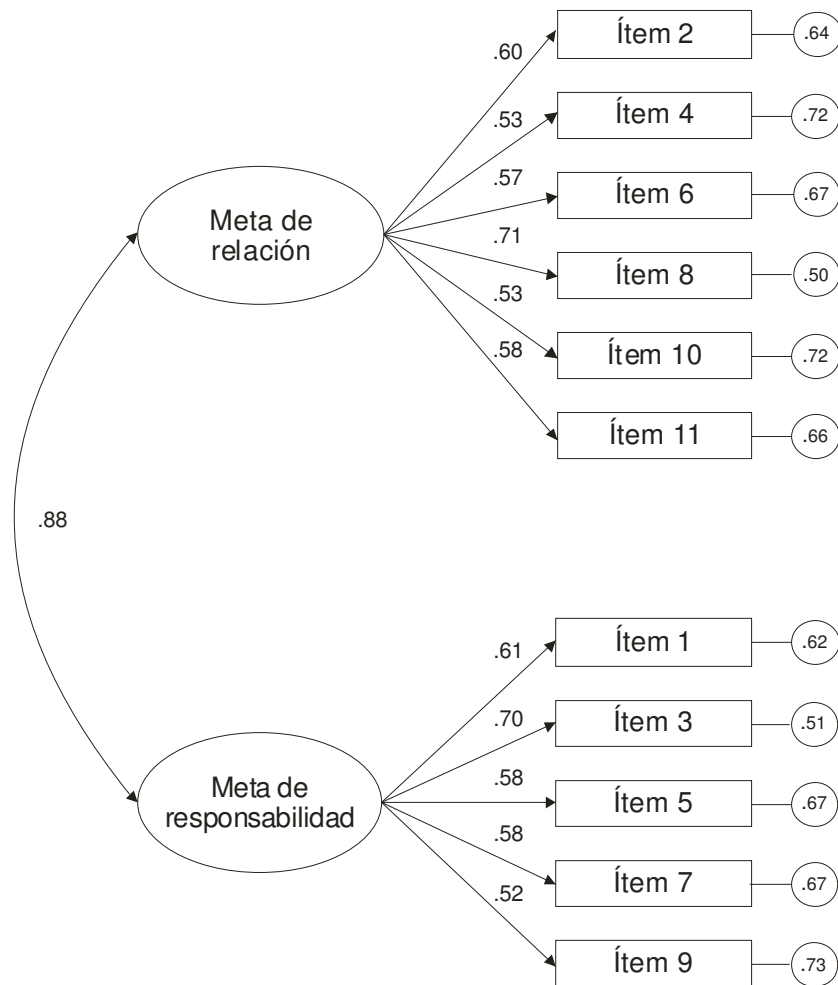 Ítem 2
.64
.60
Ítem 4
.72
.53
Ítem 6
.67
.57
Meta de
relación
.71
Ítem 8
.50
.53
Ítem 10
.72
.58
Ítem 11
.66
.88
Ítem 1
.62
.61
Ítem 3
.51
.70
Meta de
responsabilidad
.58
Ítem 5
.67
.58
Ítem 7
.67
.52
Ítem 9
.73